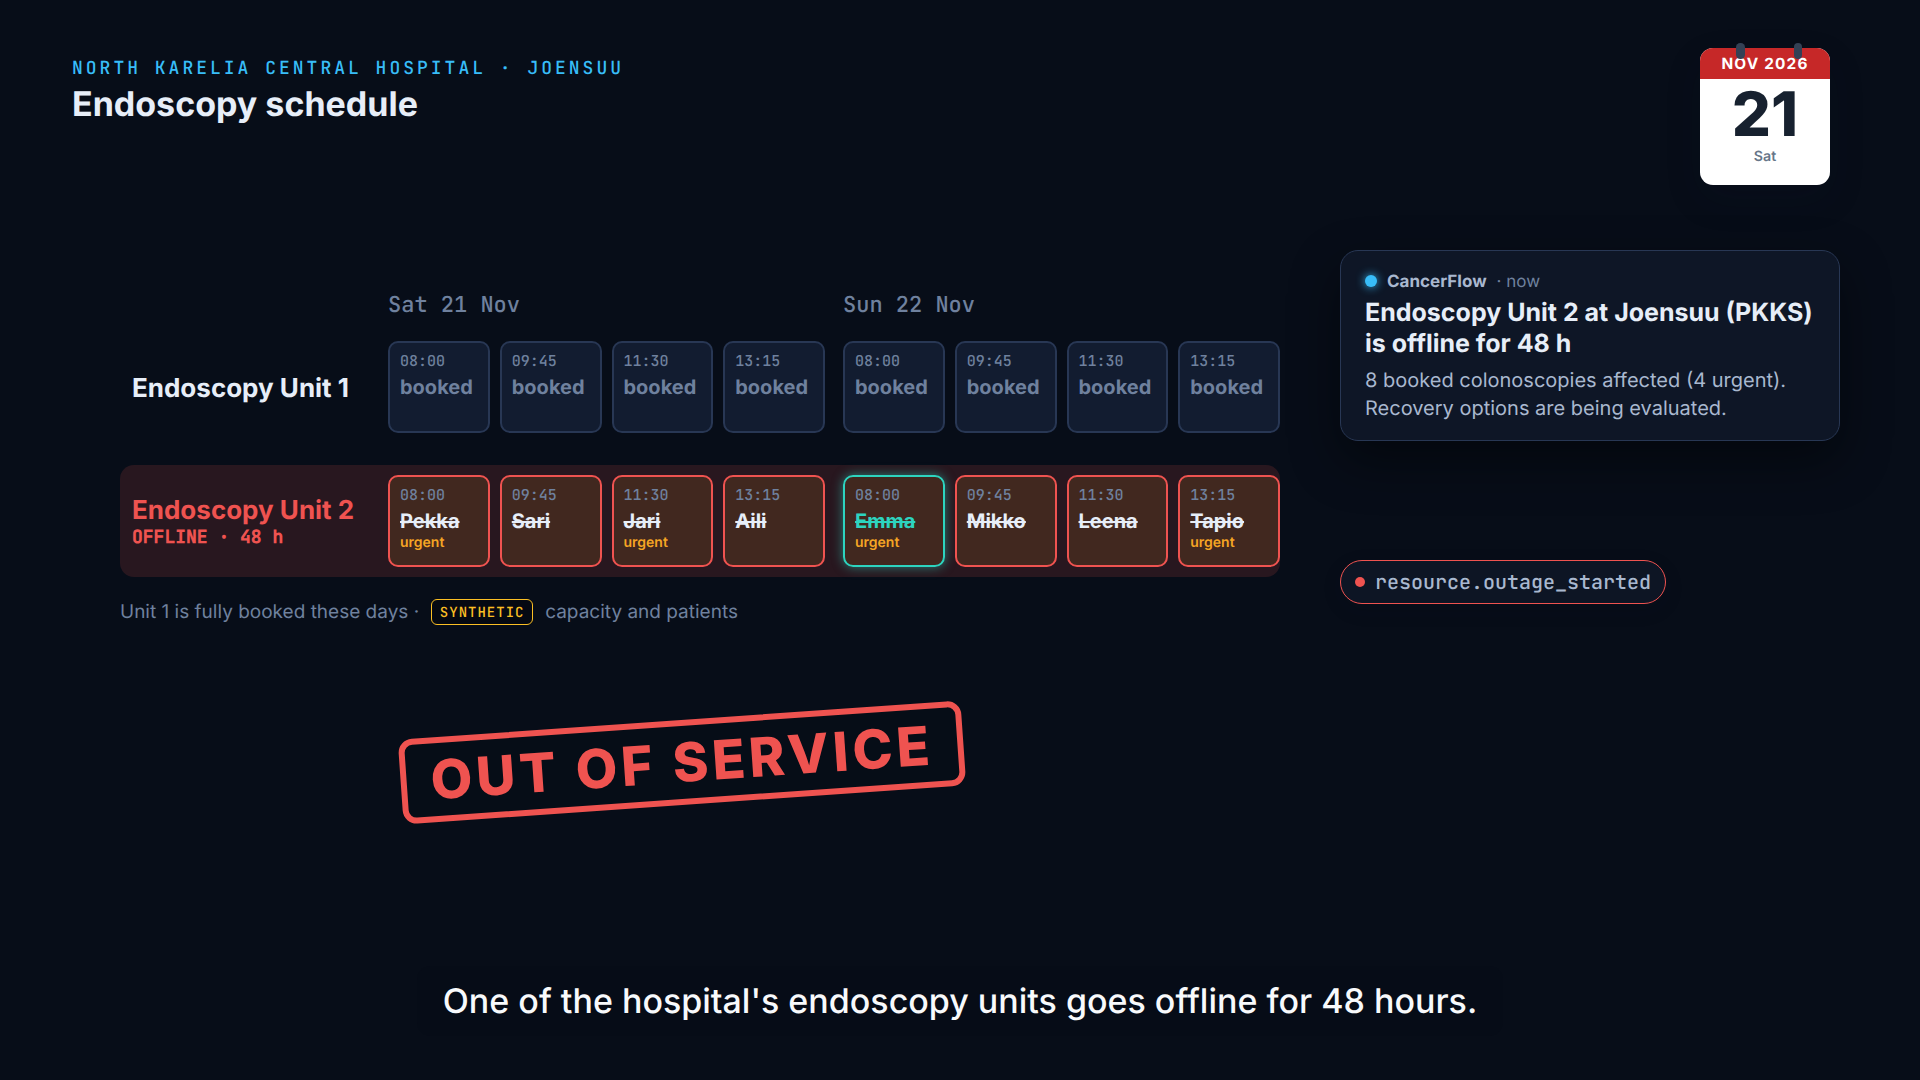 NORTH KARELIA CENTRAL HOSPITAL · JOENSUU
Endoscopy schedule
NOV 2026
21
Sat
CancerFlow · now
Endoscopy Unit 2 at Joensuu (PKKS)
is offline for 48 h
8 booked colonoscopies affected (4 urgent).
Recovery options are being evaluated.
Sat 21 Nov Sun 22 Nov
08:00 09:45 11:30 13:15 08:00 09:45 11:30 13:15
Endoscopy Unit 1 booked booked booked booked booked booked booked booked
08:00 09:45 11:30 13:15 08:00 09:45 11:30 13:15
Endoscopy Unit 2 Pekka Sari Jari Aili Emma Mikko Leena Tapio
OFFLINE · 48 h urgent urgent urgent urgent
resource.outage_started
Unit 1 is fully booked these days · SYNTHETIC capacity and patients
OUT OF SERVICE
One of the hospital's endoscopy units goes offline for 48 hours.